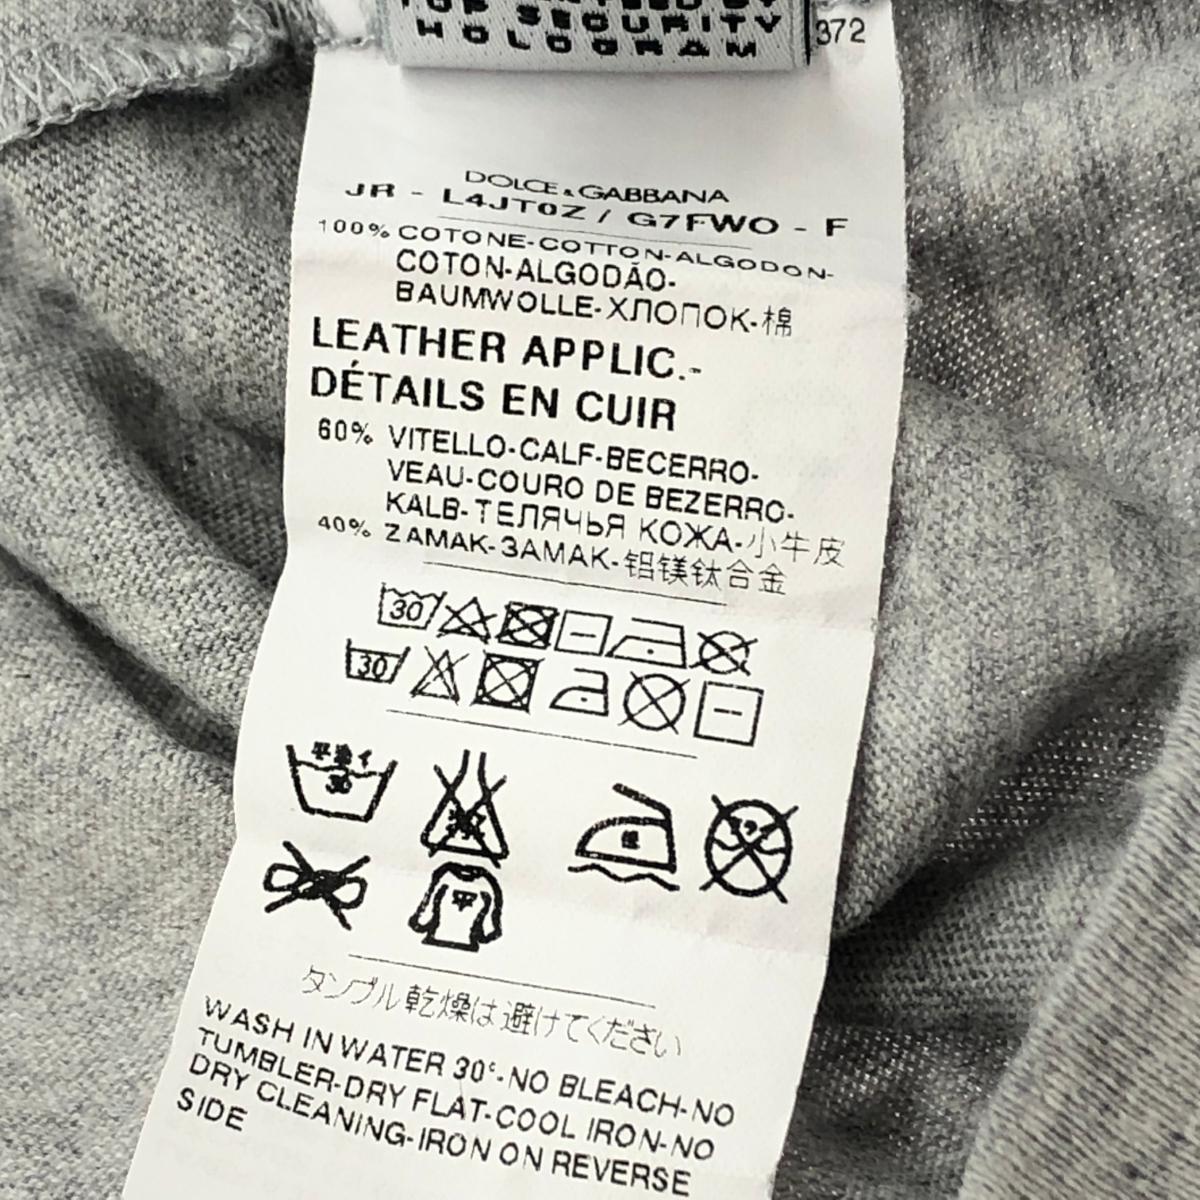 TOP SECURITY
HOLOGRAM
372
DOLCE & GABBANA
JR - L4JT0Z / G7FWO - F
100% COTONE-COTTON-ALGODON-
COTON-ALGODÃO-
BAUMWOLLE-ХЛОПОК-棉
LEATHER APPLIC.-
DÉTAILS EN CUIR
60% VITELLO-CALF-BECERRO-
VEAU-COURO DE BEZERRO-
KALB-ТЕЛЯЧЬЯ КОЖА-小牛皮
40% ZAMAK-ЗАМАК-铝镁钛合金
30
30
30
平
タンブル乾燥は避けてください
WASH IN WATER 30°-NO BLEACH-NO
TUMBLER-DRY FLAT-COOL IRON-NO
DRY CLEANING-IRON ON REVERSE
SIDE